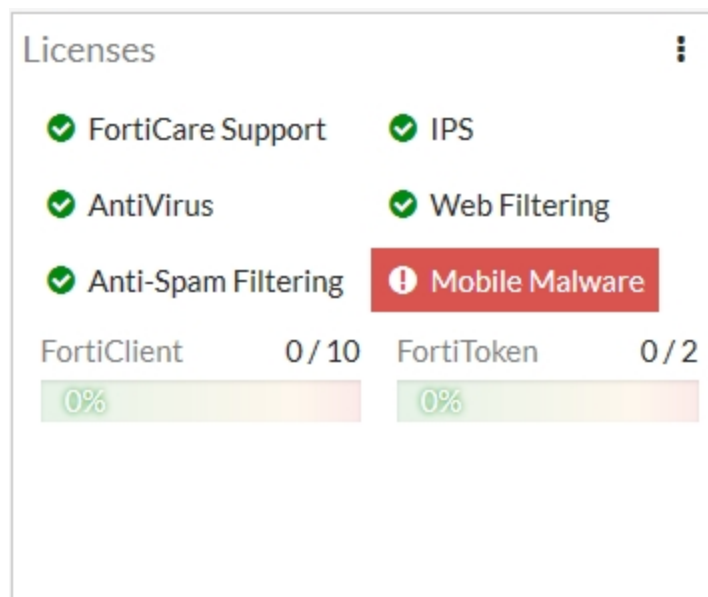 Licenses
FortiCare Support IPS
AntiVirus Web Filtering
Anti-Spam Filtering Mobile Malware
FortiClient 0 / 10 FortiToken 0 / 2
0% 0%